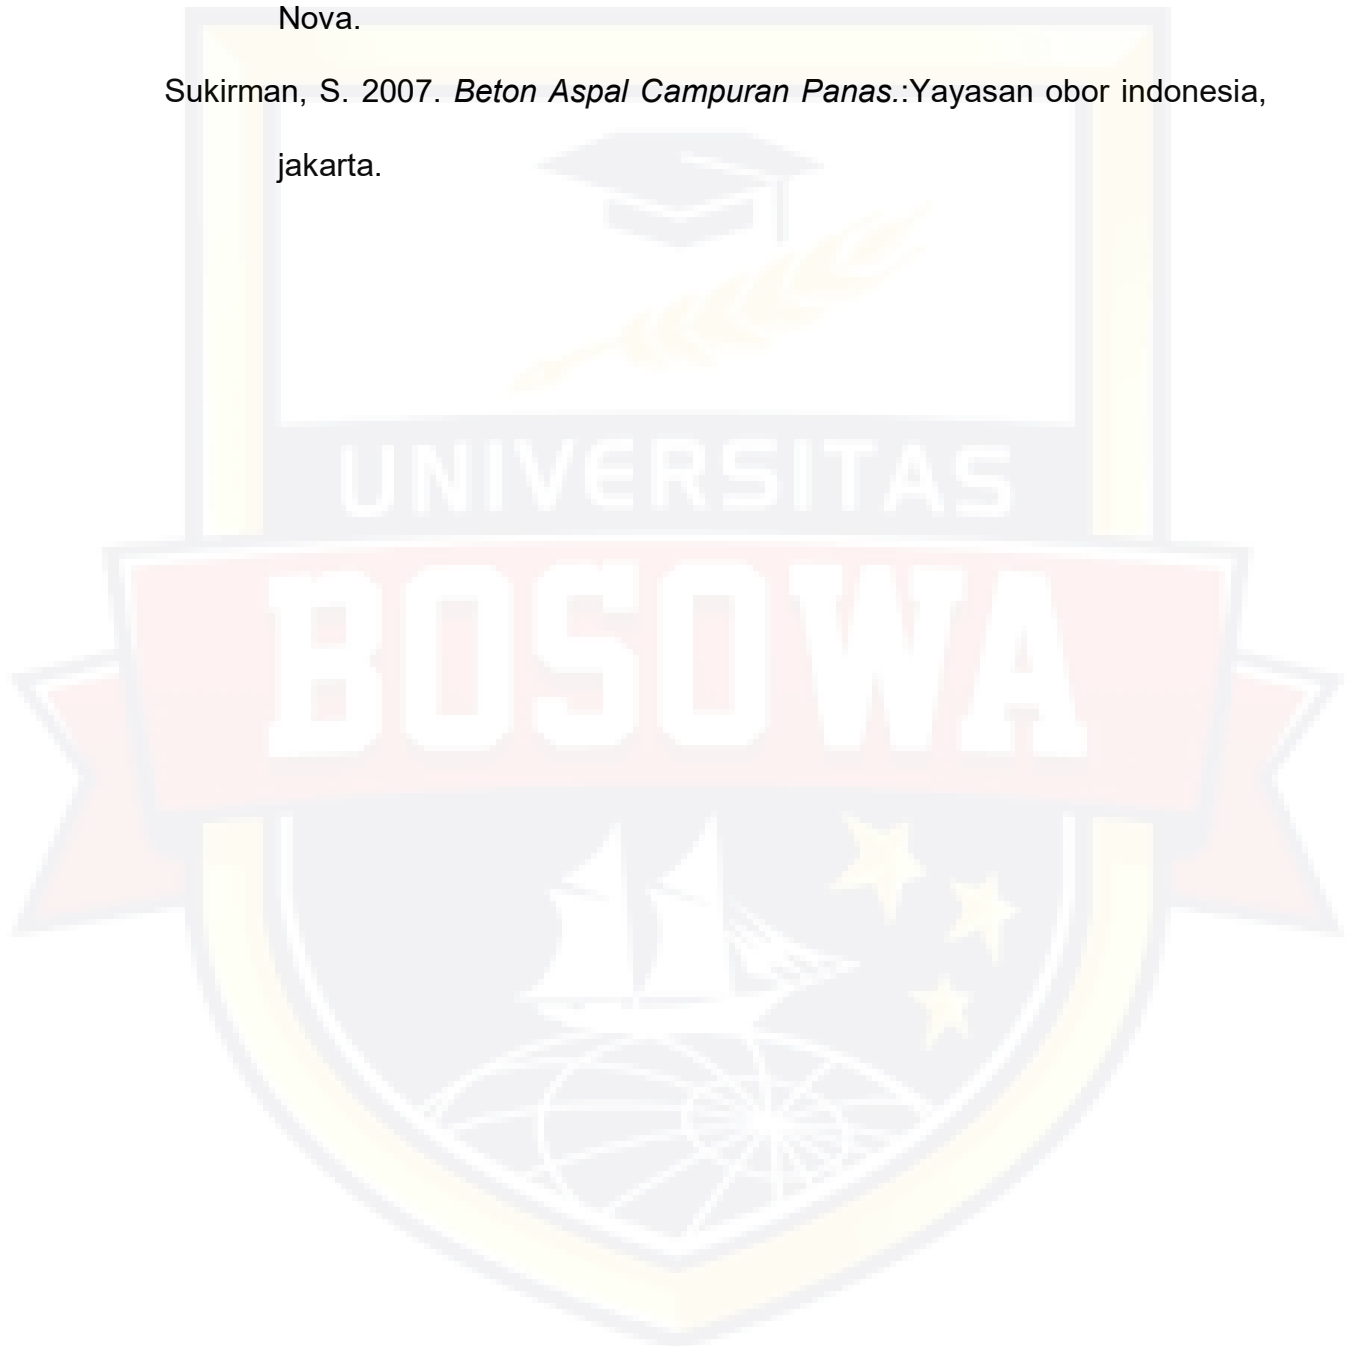 Nova.
Sukirman, S. 2007. Beton Aspal Campuran Panas.:Yayasan obor indonesia,
jakarta.
UNIVERSITAS
BOSOWA